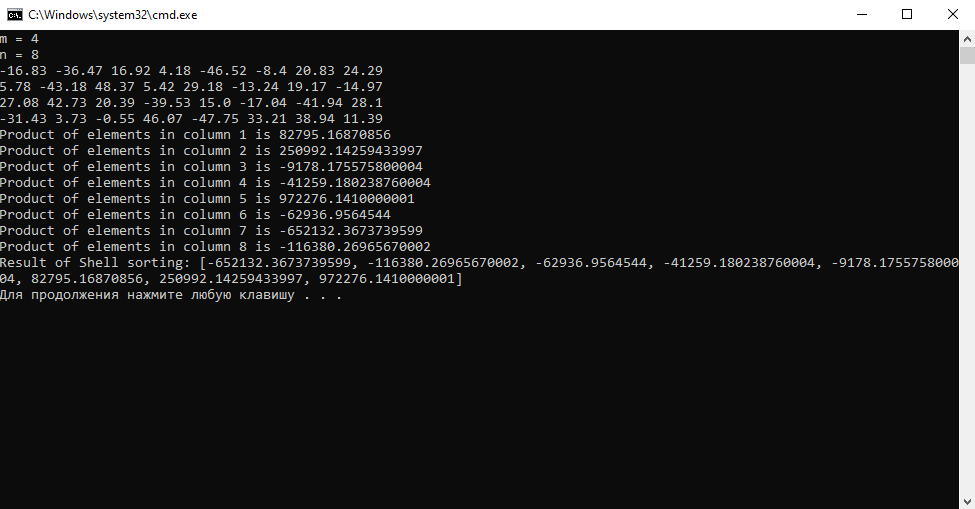 C:\Windows\system32\cmd.exe
m = 4
n = 8
-16.83 -36.47 16.92 4.18 -46.52 -8.4 20.83 24.29
5.78 -43.18 48.37 5.42 29.18 -13.24 19.17 -14.97
27.08 42.73 20.39 -39.53 15.0 -17.04 -41.94 28.1
-31.43 3.73 -0.55 46.07 -47.75 33.21 38.94 11.39
Product of elements in column 1 is 82795.16870856
Product of elements in column 2 is 250992.14259433997
Product of elements in column 3 is -9178.175575800004
Product of elements in column 4 is -41259.180238760004
Product of elements in column 5 is 972276.1410000001
Product of elements in column 6 is -62936.9564544
Product of elements in column 7 is -652132.3673739599
Product of elements in column 8 is -116380.26965670002
Result of Shell sorting: [-652132.3673739599, -116380.26965670002, -62936.9564544, -41259.180238760004, -9178.1755758000
04, 82795.16870856, 250992.14259433997, 972276.1410000001]
Для продолжения нажмите любую клавишу . . .